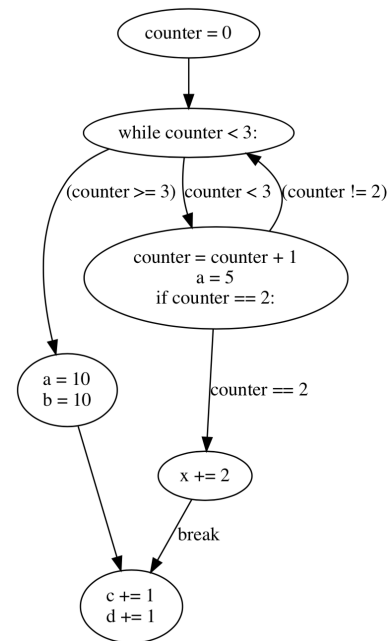 counter = 0
while counter < 3:
(counter >= 3)
counter < 3
(counter != 2)
counter = counter + 1
a = 5
if counter == 2:
a = 10
b = 10
counter == 2
x += 2
break
c += 1
d += 1